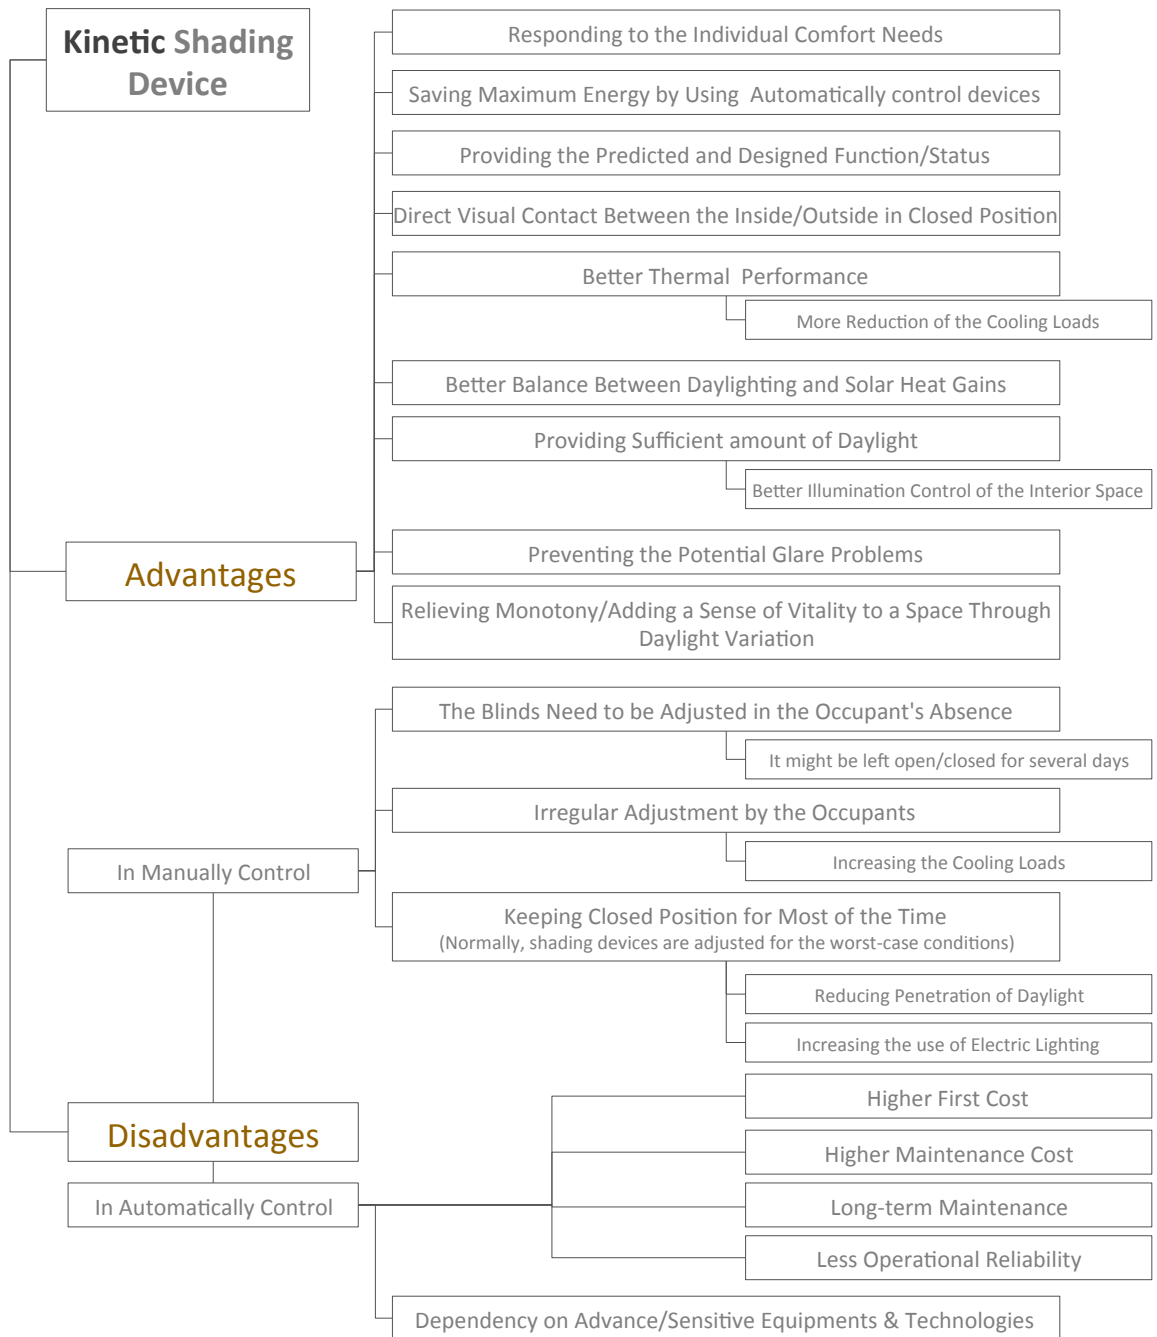 Kinetic Shading
Device
Responding to the Individual Comfort Needs
Saving Maximum Energy by Using Automatically control devices
Providing the Predicted and Designed Function/Status
Direct Visual Contact Between the Inside/Outside in Closed Position
Better Thermal Performance
More Reduction of the Cooling Loads
Better Balance Between Daylighting and Solar Heat Gains
Providing Sufficient amount of Daylight
Better Illumination Control of the Interior Space
Advantages
Preventing the Potential Glare Problems
Relieving Monotony/Adding a Sense of Vitality to a Space Through
Daylight Variation
The Blinds Need to be Adjusted in the Occupant's Absence
It might be left open/closed for several days
Irregular Adjustment by the Occupants
Increasing the Cooling Loads
In Manually Control
Keeping Closed Position for Most of the Time
(Normally, shading devices are adjusted for the worst-case conditions)
Reducing Penetration of Daylight
Increasing the use of Electric Lighting
Disadvantages
Higher First Cost
Higher Maintenance Cost
In Automatically Control
Long-term Maintenance
Less Operational Reliability
Dependency on Advance/Sensitive Equipments & Technologies